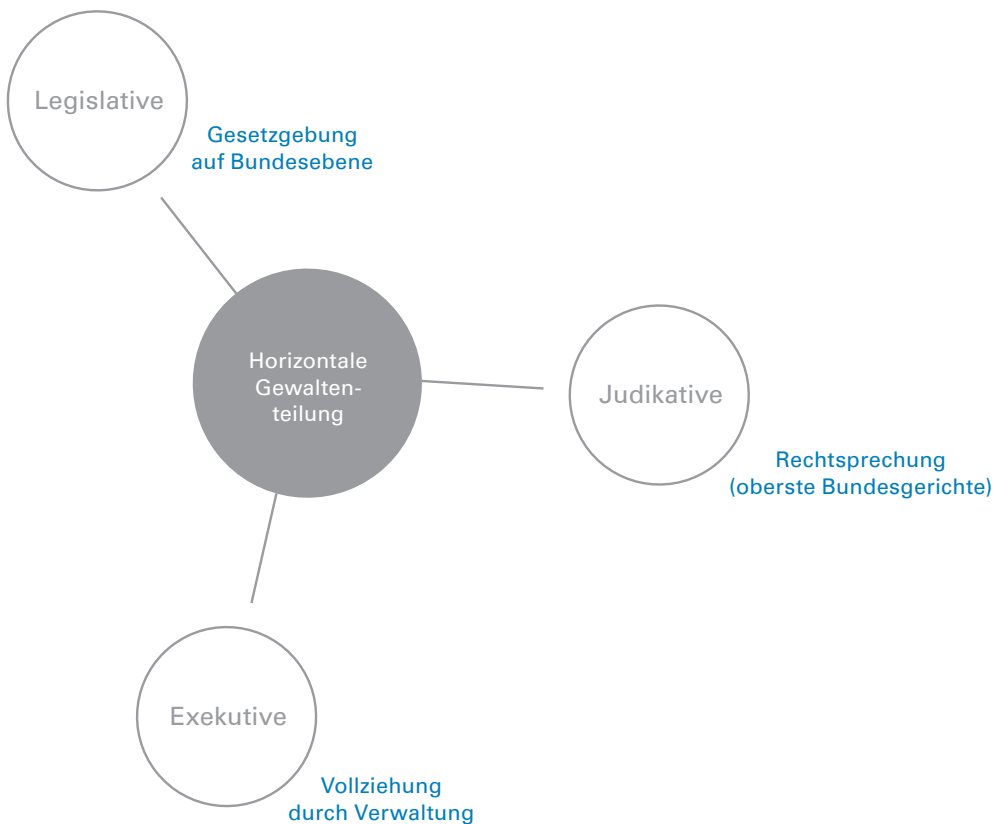 Legislative
Gesetzgebung
auf Bundesebene
Horizontale
Gewalten-
teilung
Judikative
Rechtsprechung
(oberste Bundesgerichte)
Exekutive
Vollziehung
durch Verwaltung